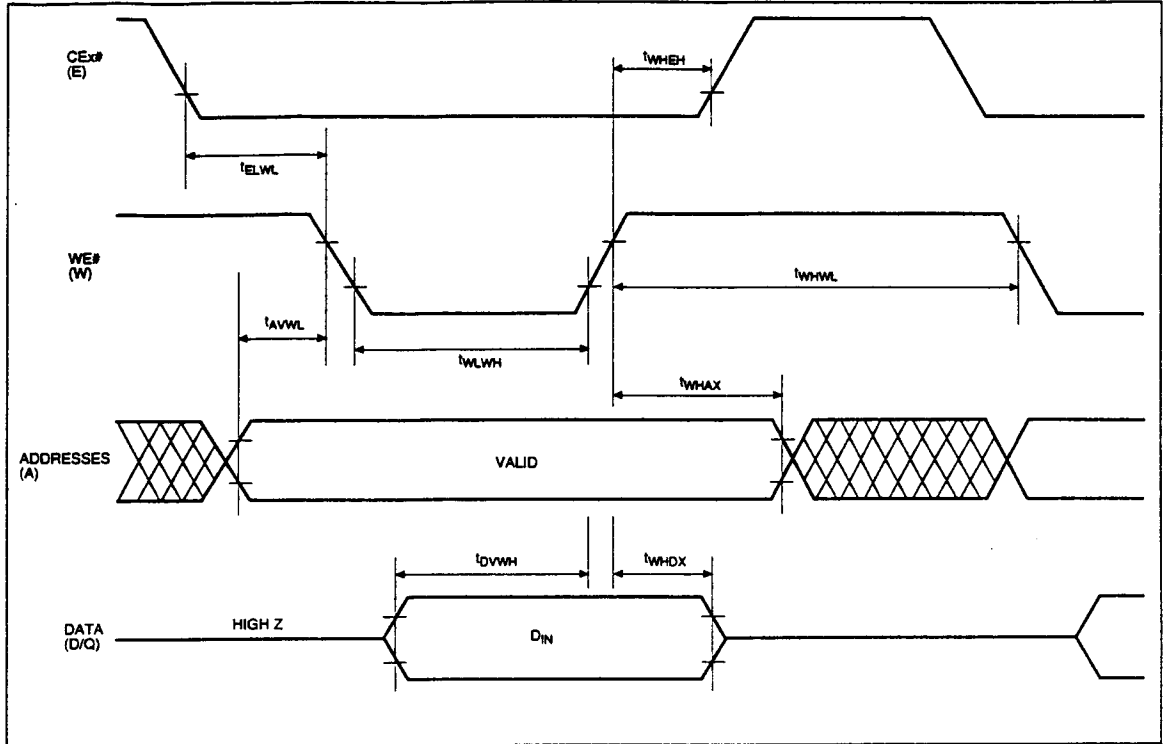 CEx#
(E)
tWHEH
tELWL
WE#
(W)
tWHWL
tAVWL
tWLWH
tWHAX
ADDRESSES
(A)
VALID
tDVWH
tWHDX
DATA
(D/Q)
HIGH Z
DIN